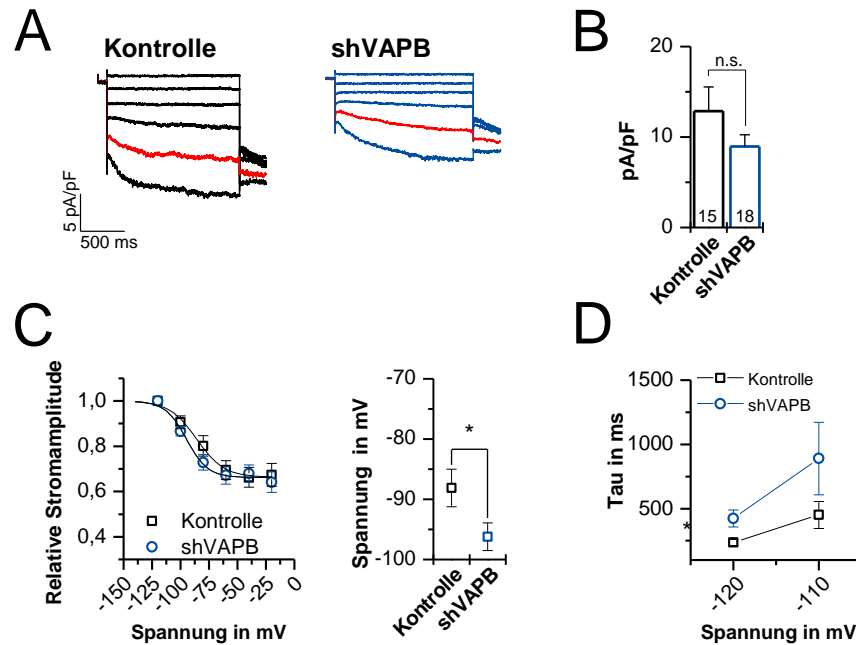 A
Kontrolle
shVAPB
5 pA/pF
500 ms
B
20
10
0
pA/pF
n.s.
15
18
Kontrolle
shVAPB
C
Relative Stromamplitude
1,0
0,8
0,6
0,4
Kontrolle
shVAPB
-150
-125
-100
-75
-50
-25
0
Spannung in mV
Spannung in mV
-70
-80
-90
-100
*
Kontrolle
shVAPB
D
Tau in ms
1500
1000
500
*
Kontrolle
shVAPB
-120
-110
Spannung in mV